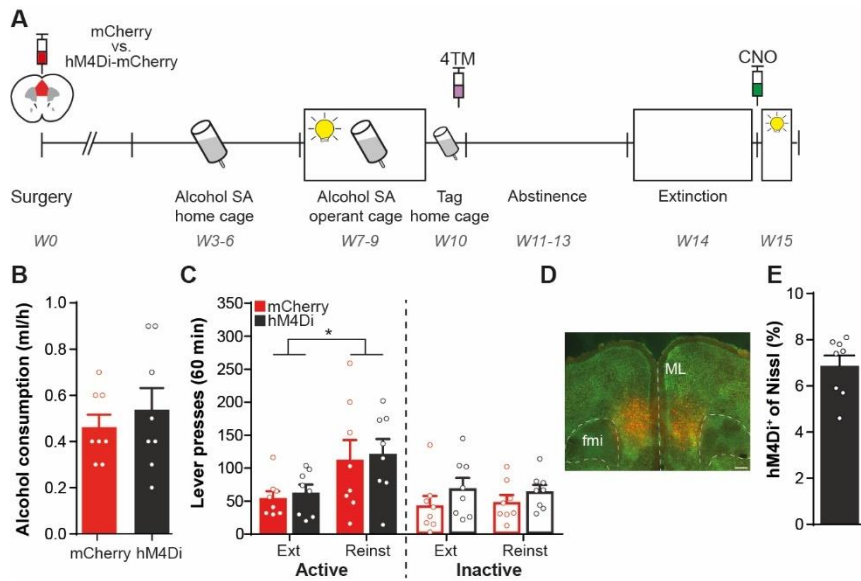 A
mCherry
vs.
hM4Di-mCherry
4TM
CNO
Surgery
Alcohol SA
home cage
Alcohol SA
operant cage
Tag
home cage
Abstinence
Extinction
W0
W3-6
W7-9
W10
W11-13
W14
W15
B
Alcohol consumption (ml/h)
1.0
0.8
0.6
0.4
0.2
0.0
mCherry
hM4Di
C
Lever presses (60 min)
350
300
250
200
150
100
50
0
mCherry
hM4Di
*
Ext
Reinst
Ext
Reinst
Active
Inactive
D
ML
fmi
E
hM4Di⁺ of Nissl (%)
10
8
6
4
2
0